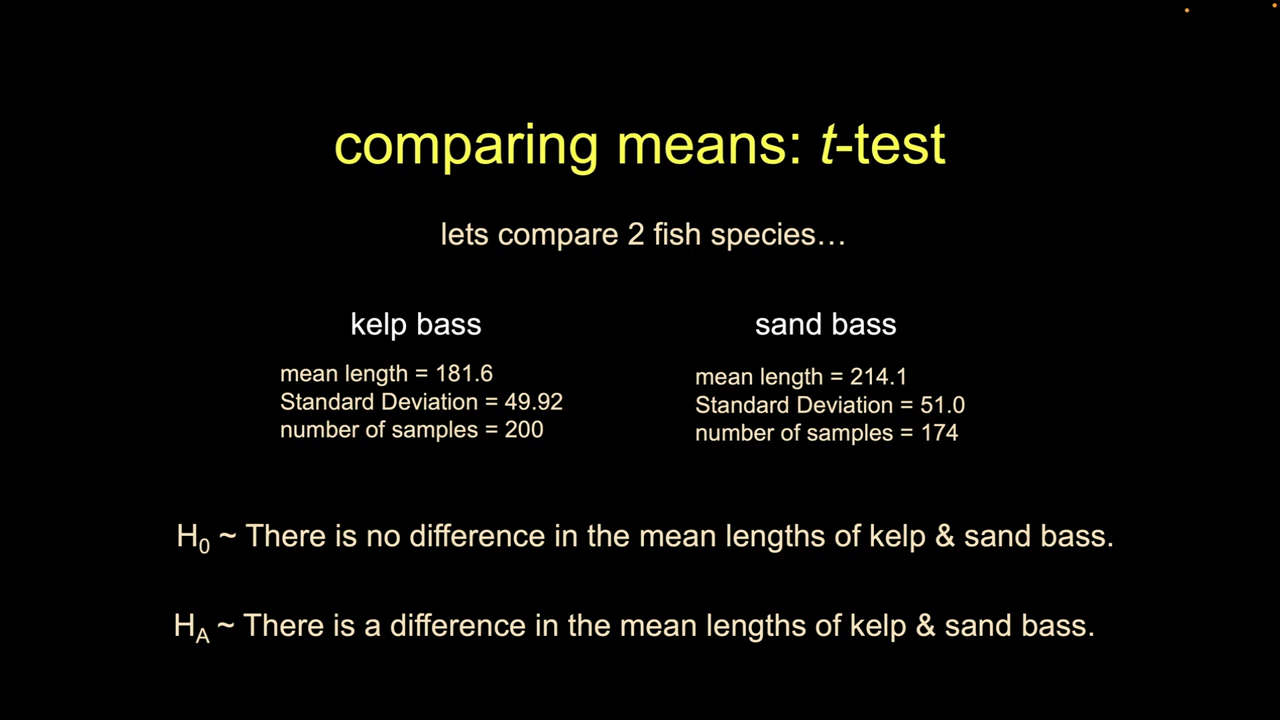 comparing means: t-test
lets compare 2 fish species…
kelp bass
mean length = 181.6
Standard Deviation = 49.92
number of samples = 200
sand bass
mean length = 214.1
Standard Deviation = 51.0
number of samples = 174
H0 ~ There is no difference in the mean lengths of kelp & sand bass.
HA ~ There is a difference in the mean lengths of kelp & sand bass.